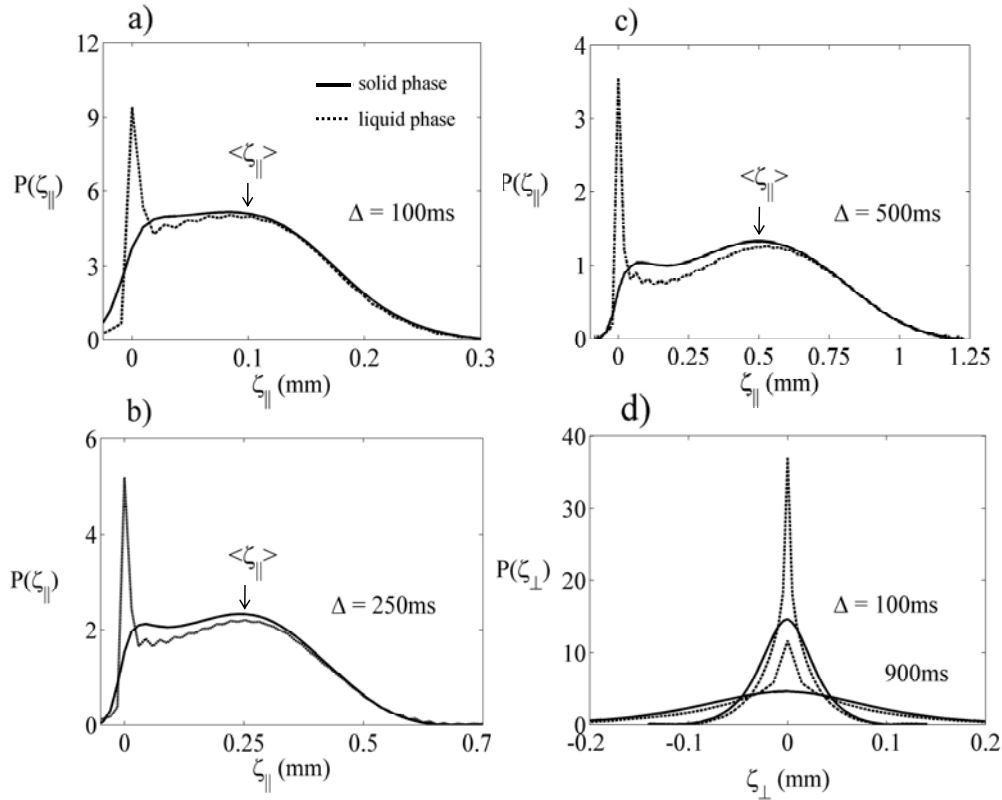 a)
12
9
6
3
0
P(ζ||)
solid phase
liquid phase
<ζ||>
Δ = 100ms
0 0.1 0.2 0.3
ζ|| (mm)
c)
4
3
2
1
0
P(ζ||)
<ζ||>
Δ = 500ms
0 0.25 0.5 0.75 1 1.25
ζ|| (mm)
b)
6
4
2
0
P(ζ||)
<ζ||>
Δ = 250ms
0 0.25 0.5 0.7
ζ|| (mm)
d)
40
30
20
10
0
P(ζ⊥)
Δ = 100ms
900ms
-0.2 -0.1 0 0.1 0.2
ζ⊥ (mm)